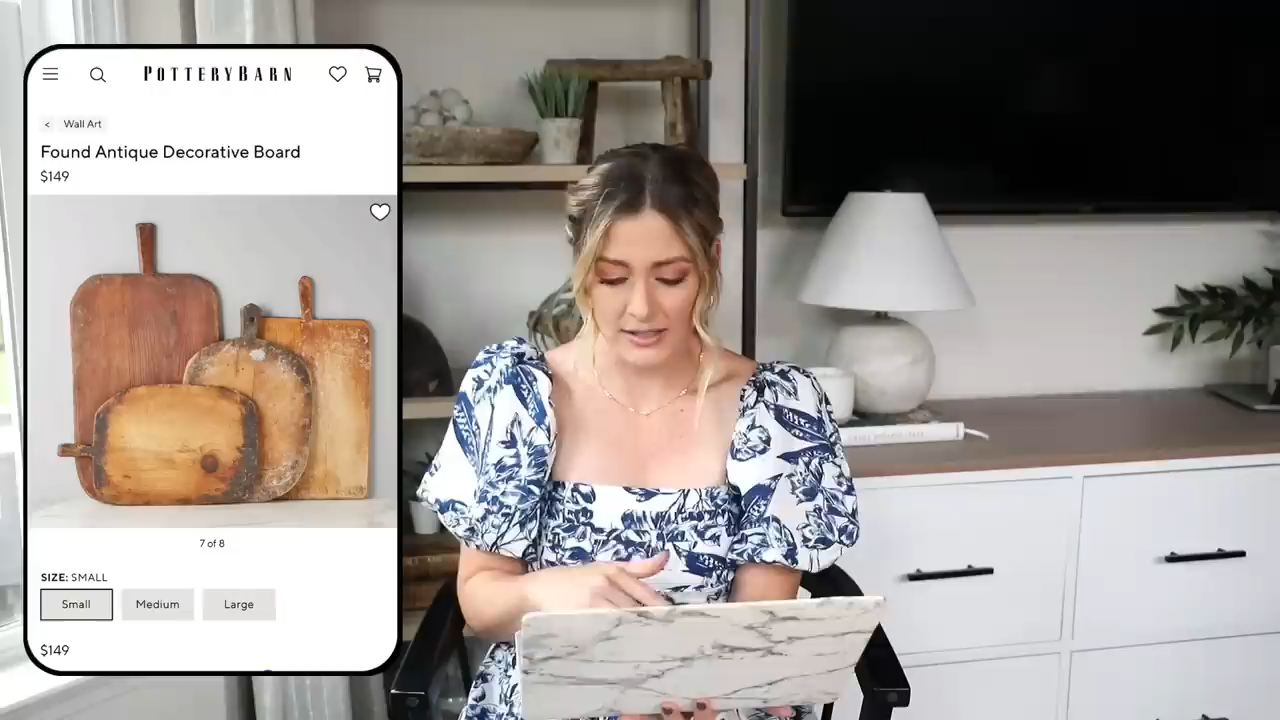 POTTERYBARN
< Wall Art
Found Antique Decorative Board
$149
7 of 8
SIZE: SMALL
Small Medium Large
$149